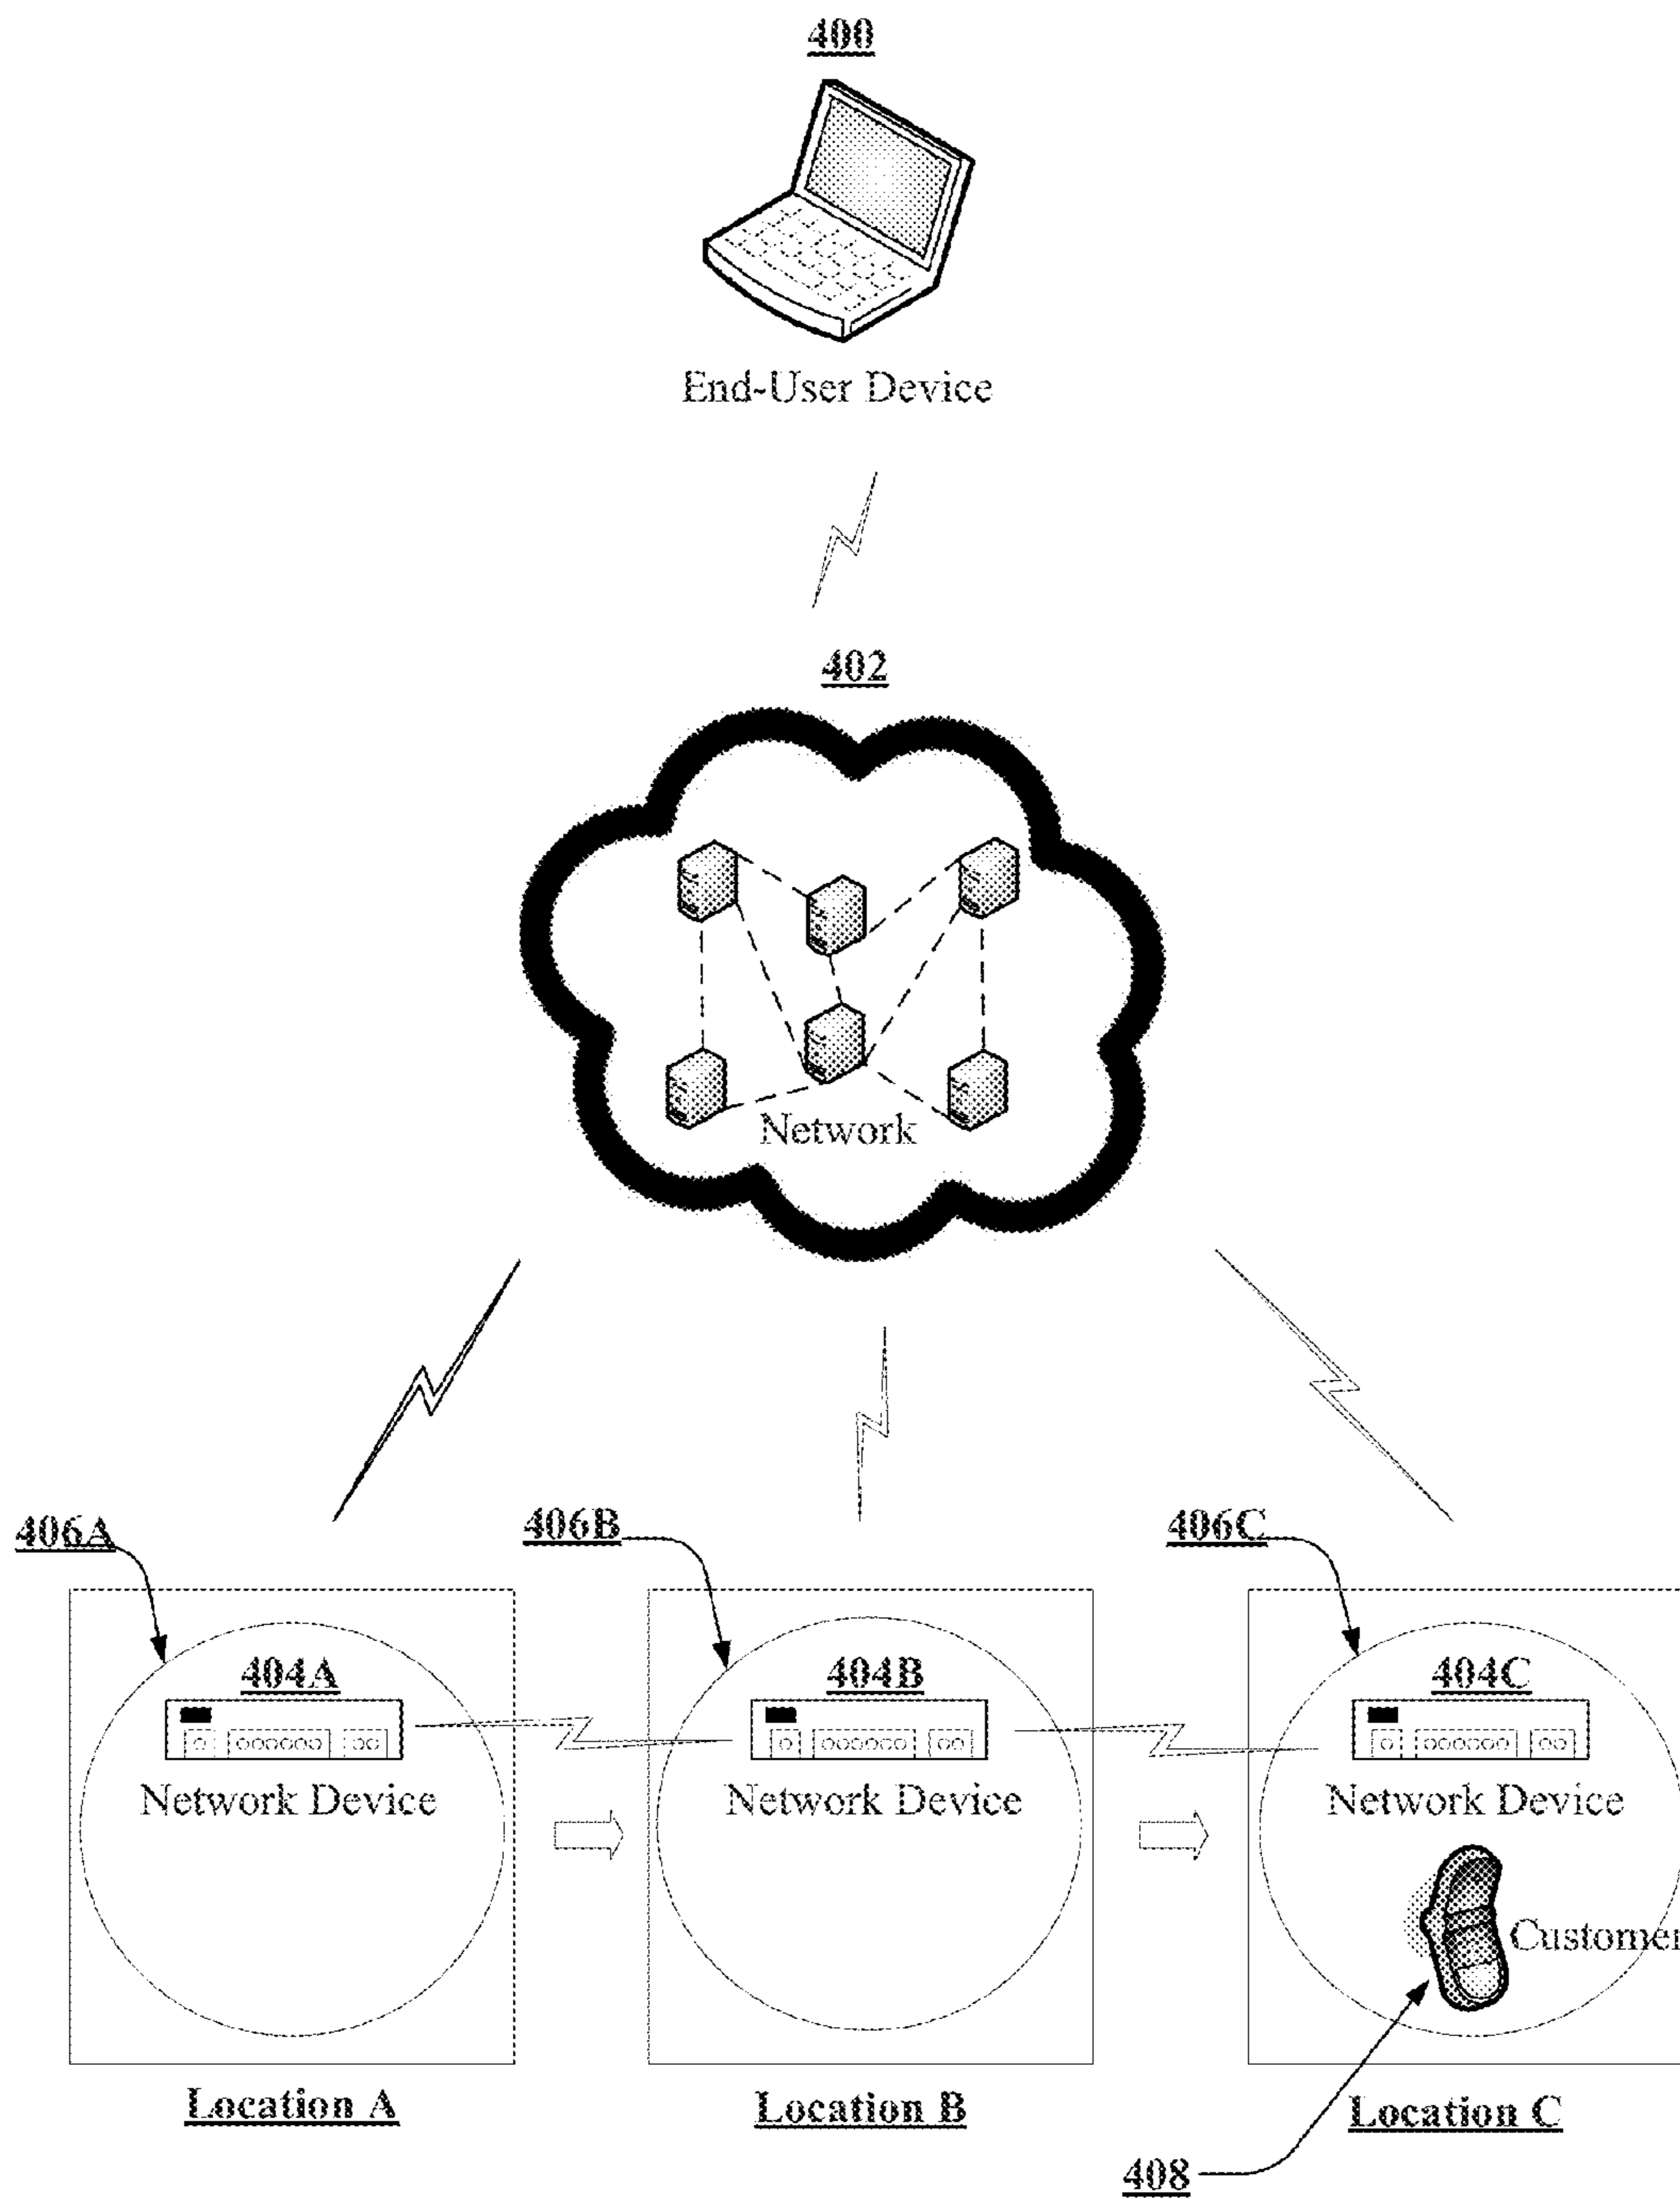 400
End-User Device
402
Network
406A
406B
406C
404A
404B
404C
Network Device
Network Device
Network Device
Customer
Location A
Location B
Location C
408